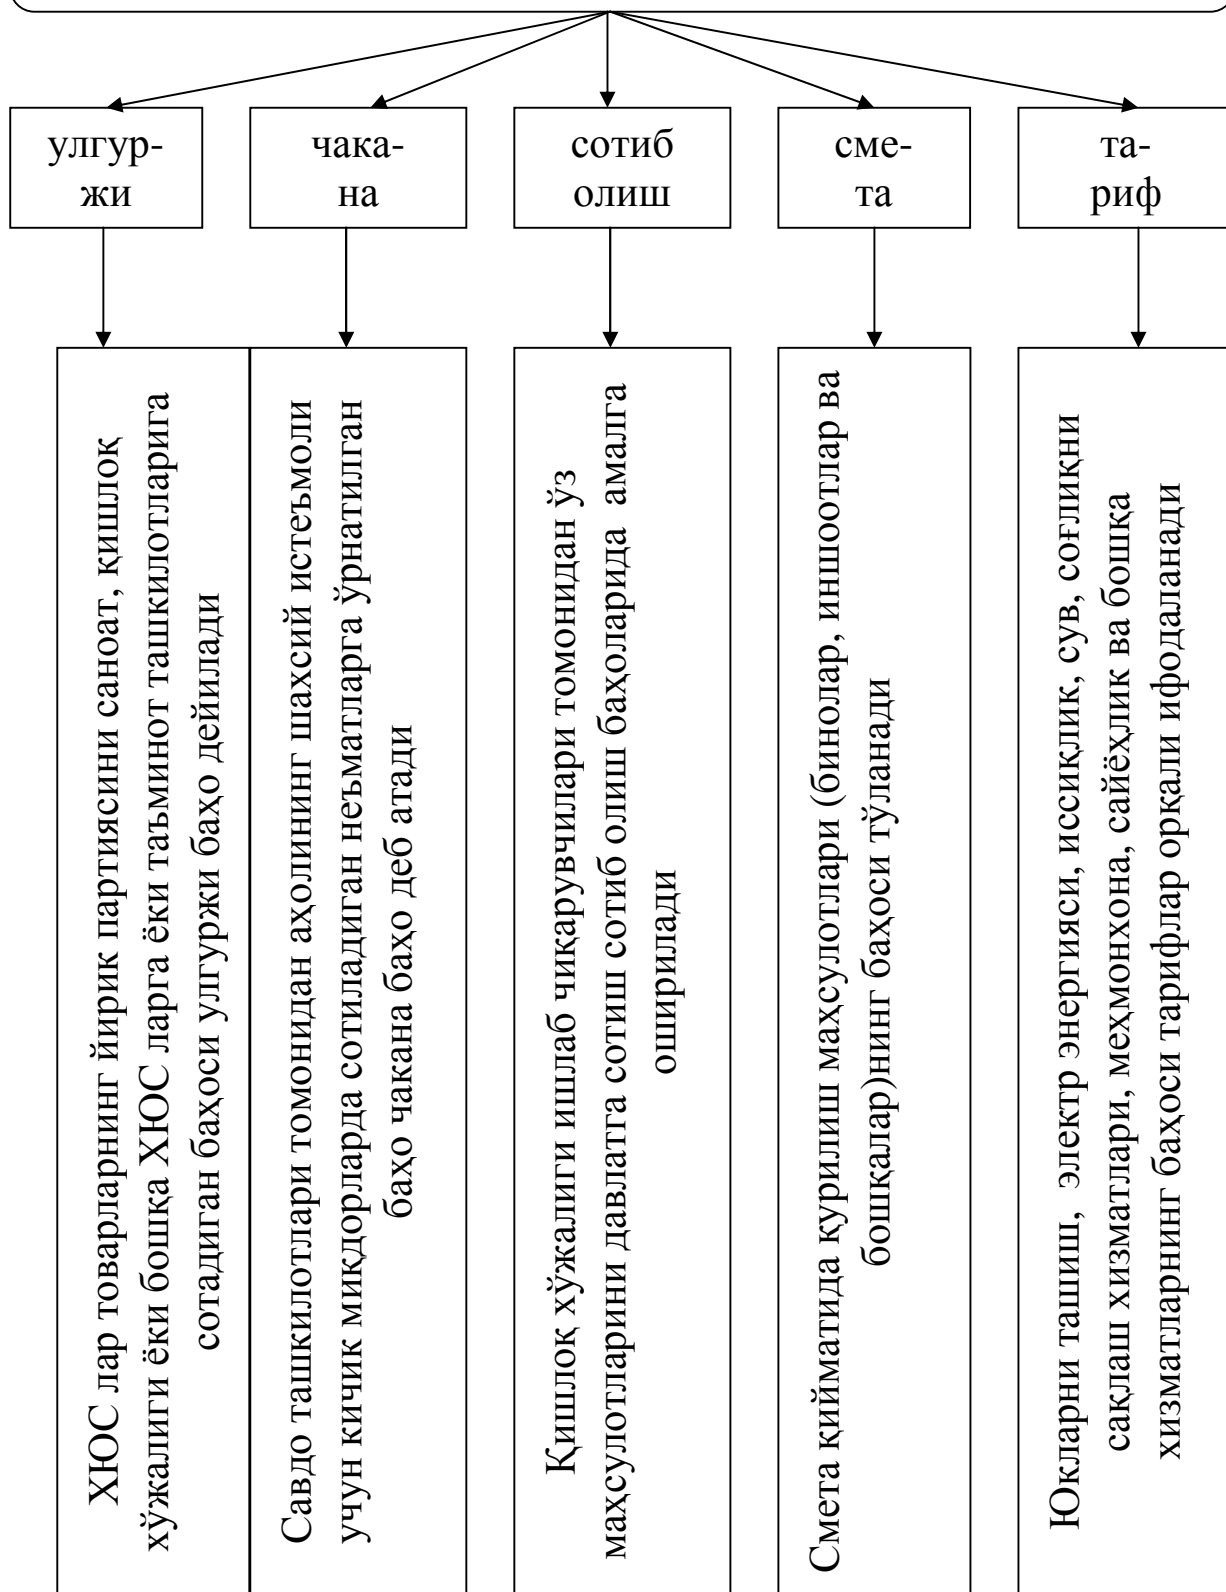 улгур-
жи
чака-
на
сотиб
олиш
сме-
та
та-
риф
ХЮС лар товарларнинг йирик партиясини саноат, қишлоқ
хўжалиги ёки бошқа ХЮС ларга ёки таъминот ташкилотларига
сотадиган баҳоси улгуржи баҳо дейилади
Савдо ташкилотлари томонидан аҳолининг шахсий истеъмоли
учун кичик миқдорларда сотиладиган неъматларга ўрнатилган
баҳо чакана баҳо деб атади
Қишлоқ хўжалиги ишлаб чиқарувчилари томонидан ўз
маҳсулотларини давлатга сотиш сотиб олиш баҳоларида амалга
оширилади
Смета қийматида қурилиш маҳсулотлари (бинолар, иншоотлар ва
бошқалар)нинг баҳоси тўланади
Юкларни ташиш, электр энергияси, иссиқлик, сув, соғлиқни
сақлаш хизматлари, меҳмонхона, сайёҳлик ва бошқа
хизматларнинг баҳоси тарифлар орқали ифодаланади